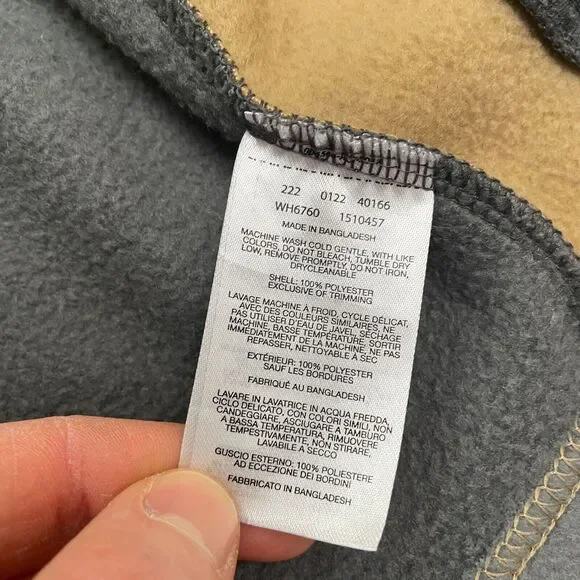 222 0122 40166
WH6760 1510457
MADE IN BANGLADESH
MACHINE WASH COLD GENTLE, WITH LIKE
COLORS, DO NOT BLEACH, TUMBLE DRY
LOW, REMOVE PROMPTLY, DO NOT IRON,
DRYCLEANABLE
SHELL: 100% POLYESTER
EXCLUSIVE OF TRIMMING
LAVAGE MACHINE À FROID, CYCLE DÉLICAT,
AVEC DES COULEURS SIMILAIRES, NE
PAS UTILISER D'EAU DE JAVEL, SÉCHAGE
MACHINE, BASSE TEMPÉRATURE, SORTIR
IMMÉDIATEMENT DE LA MACHINE, NE PAS
REPASSER, NETTOYABLE À SEC
EXTÉRIEUR: 100% POLYESTER
SAUF LES BORDURES
FABRIQUÉ AU BANGLADESH
LAVARE IN LAVATRICE IN ACQUA FREDDA,
CICLO DELICATO, CON COLORI SIMILI, NON
CANDEGGIARE, ASCIUGARE A TAMBURO
A BASSA TEMPERATURA, RIMUOVERE
TEMPESTIVAMENTE, NON STIRARE,
LAVABILE A SECCO
GUSCIO ESTERNO: 100% POLIESTERE
AD ECCEZIONE DEI BORDINI
FABBRICATO IN BANGLADESH